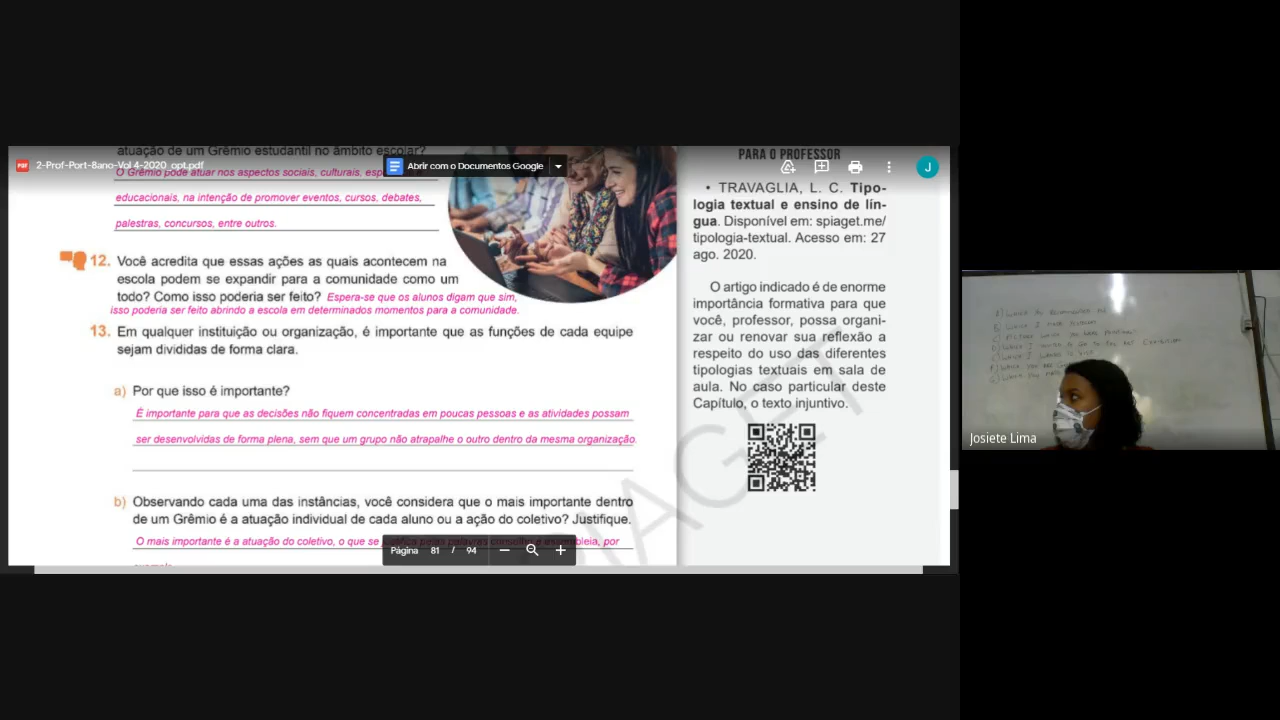 atuação de um Grêmio estudantil no âmbito escolar?
2-Prof-Port-8ano-Vol 4-2020_opt.pdf
Abrir com o Documentos Google
J
O Grêmio pode atuar nos aspectos sociais, culturais,
educacionais, na intenção de promover eventos, cursos, debates,
palestras, concursos, entre outros.
12. Você acredita que essas ações as quais acontecem na
escola podem se expandir para a comunidade como um
todo? Como isso poderia ser feito? Espera-se que os alunos digam que sim,
isso poderia ser feito abrindo a escola em determinados momentos para a comunidade.
13. Em qualquer instituição ou organização, é importante que as funções de cada equipe
sejam divididas de forma clara.
a) Por que isso é importante?
É importante para que as decisões não fiquem concentradas em poucas pessoas e as atividades possam
ser desenvolvidas de forma plena, sem que um grupo não atrapalhe o outro dentro da mesma organização.
b) Observando cada uma das instâncias, você considera que o mais importante dentro
de um Grêmio é a atuação individual de cada aluno ou a ação do coletivo? Justifique.
O mais importante é a atuação do coletivo, o que se justifica pelas palavras conselho e assembleia, por
Página 81 / 94
PARA O PROFESSOR
• TRAVAGLIA, L. C. Tipo-
logia textual e ensino de lín-
gua. Disponível em: spiaget.me/
tipologia-textual. Acesso em: 27
ago. 2020.
O artigo indicado é de enorme
importância formativa para que
você, professor, possa organi-
zar ou renovar sua reflexão a
respeito do uso das diferentes
tipologias textuais em sala de
aula. No caso particular deste
Capítulo, o texto injuntivo.
PIAGET
Josiete Lima